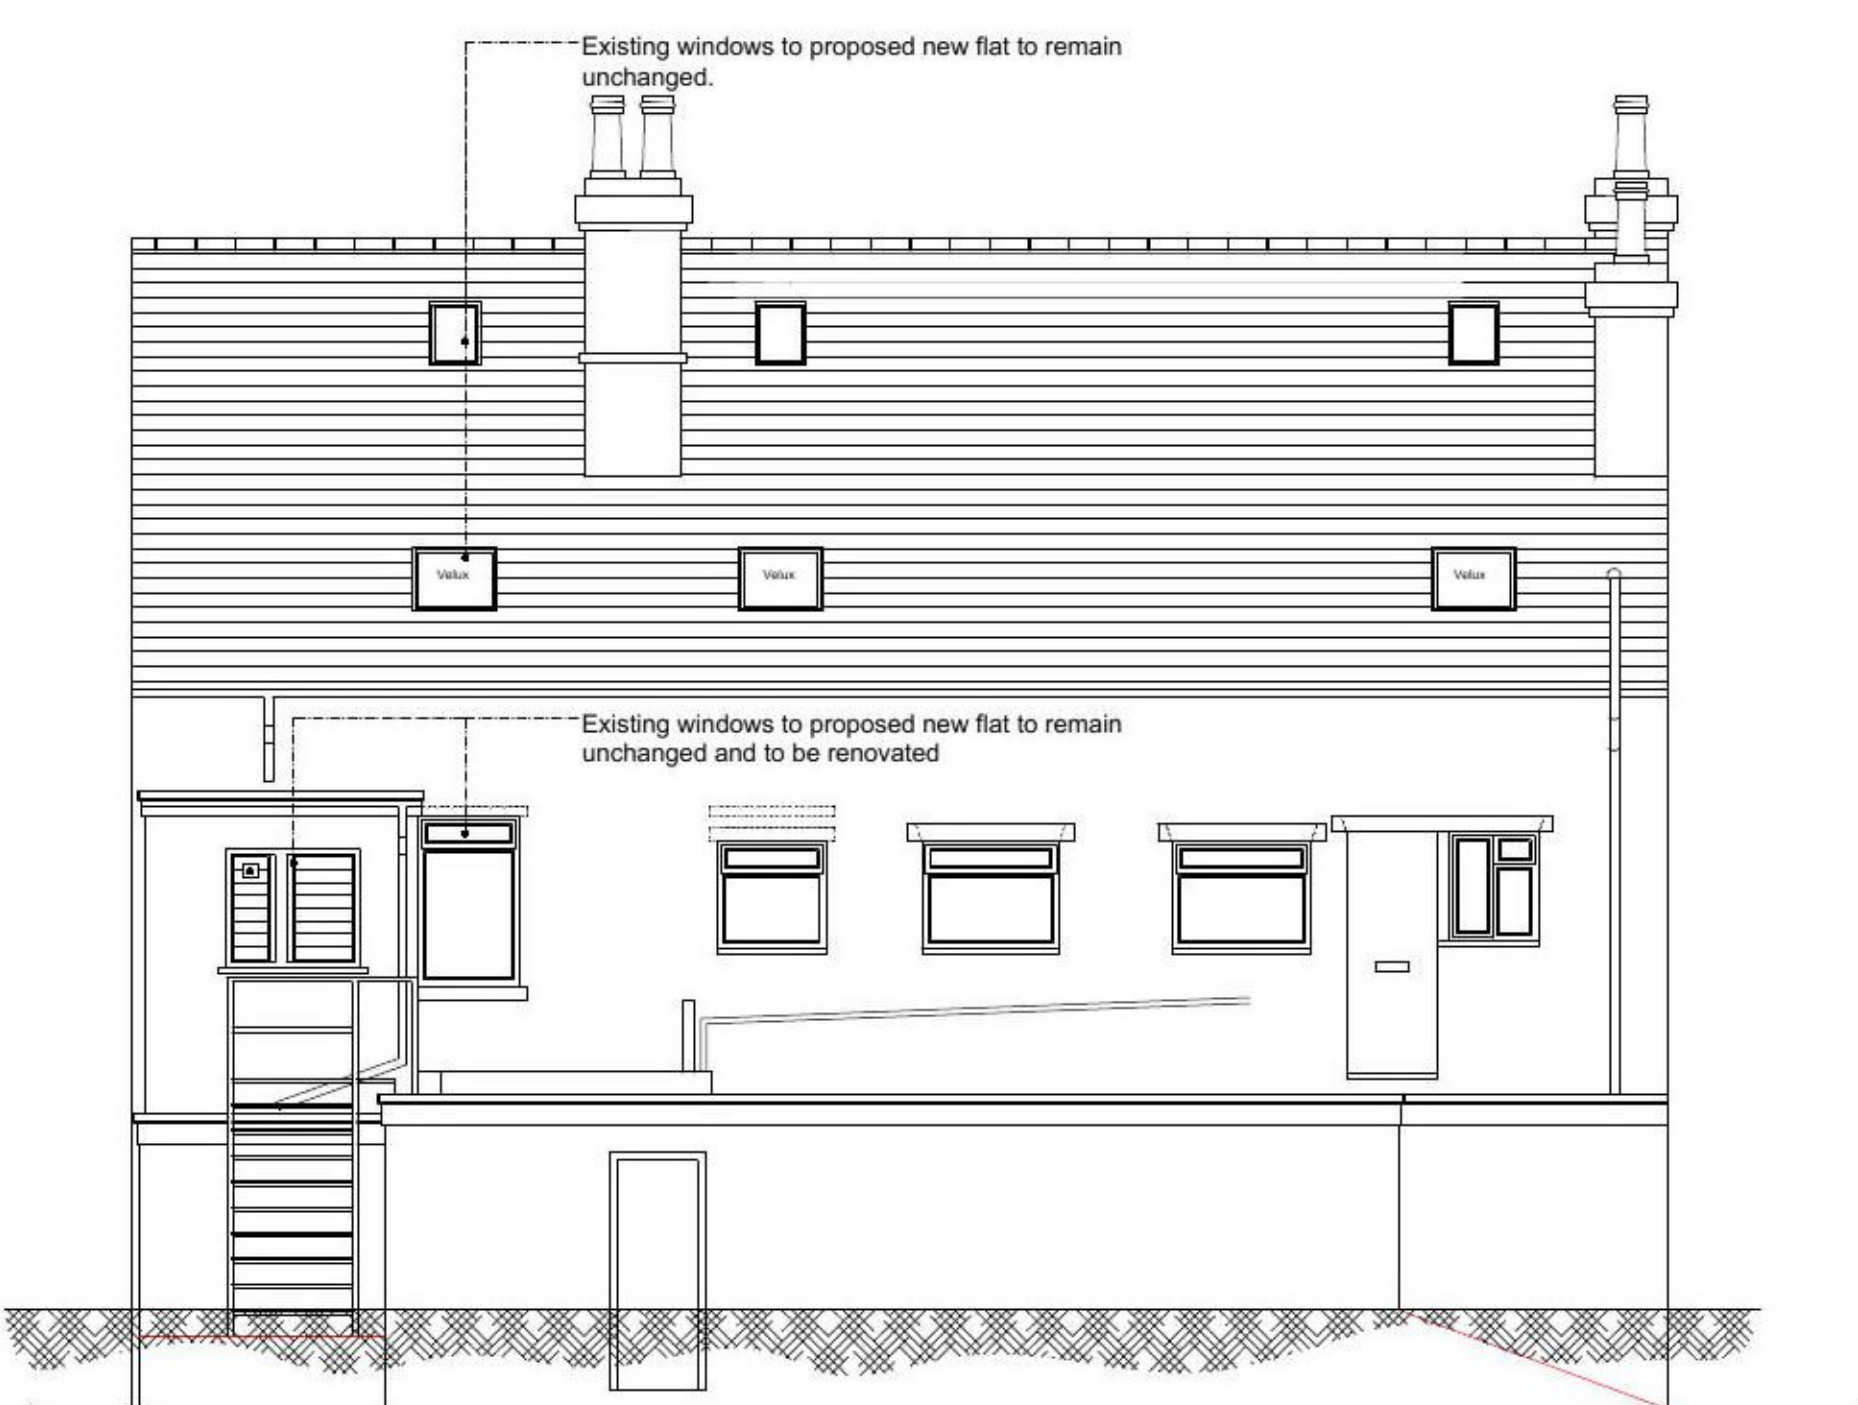 Existing windows to proposed new flat to remain
unchanged.
Velux
Velux
Velux
Existing windows to proposed new flat to remain
unchanged and to be renovated